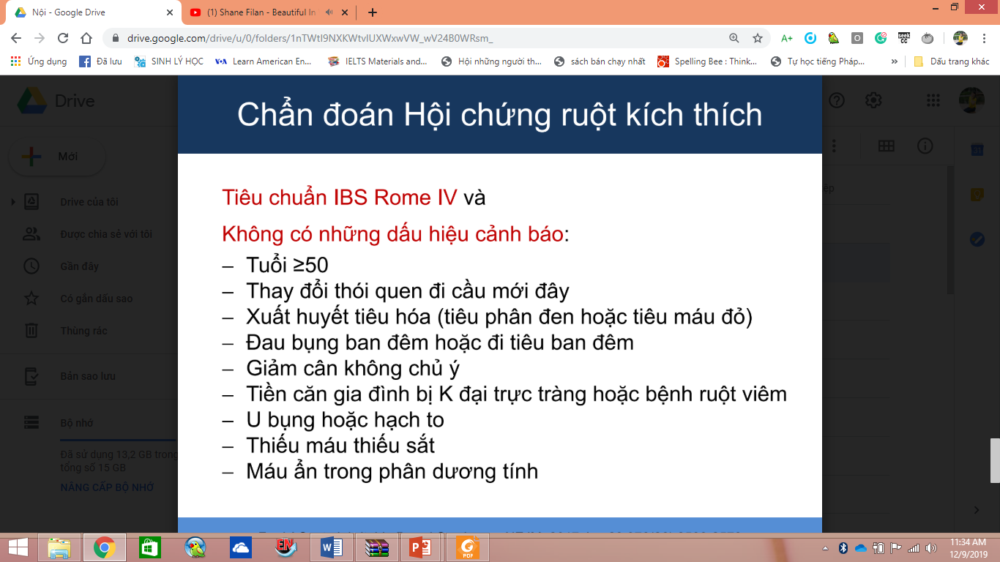 Nội - Google Drive
(1) Shane Filan - Beautiful In
drive.google.com/drive/u/0/folders/1nTWtI9NXKWtvIUXWxwVW_wV24B0WRsm_
Ứng dụng
Đã lưu
SINH LÝ HỌC
Learn American En...
IELTS Materials and...
Hội những người th...
sách bán chạy nhất
Spelling Bee : Think...
Tự học tiếng Pháp...
»
Dấu trang khác
Drive
Mới
Drive của tôi
Được chia sẻ với tôi
Gần đây
Có gắn dấu sao
Thùng rác
Bản sao lưu
Bộ nhớ
Đã sử dụng 13,2 GB trong
tổng số 15 GB
NÂNG CẤP BỘ NHỚ
Chẩn đoán Hội chứng ruột kích thích
Tiêu chuẩn IBS Rome IV và
Không có những dấu hiệu cảnh báo:
– Tuổi ≥50
– Thay đổi thói quen đi cầu mới đây
– Xuất huyết tiêu hóa (tiêu phân đen hoặc tiêu máu đỏ)
– Đau bụng ban đêm hoặc đi tiêu ban đêm
– Giảm cân không chủ ý
– Tiền căn gia đình bị K đại trực tràng hoặc bệnh ruột viêm
– U bụng hoặc hạch to
– Thiếu máu thiếu sắt
– Máu ẩn trong phân dương tính
11:34 AM
12/9/2019